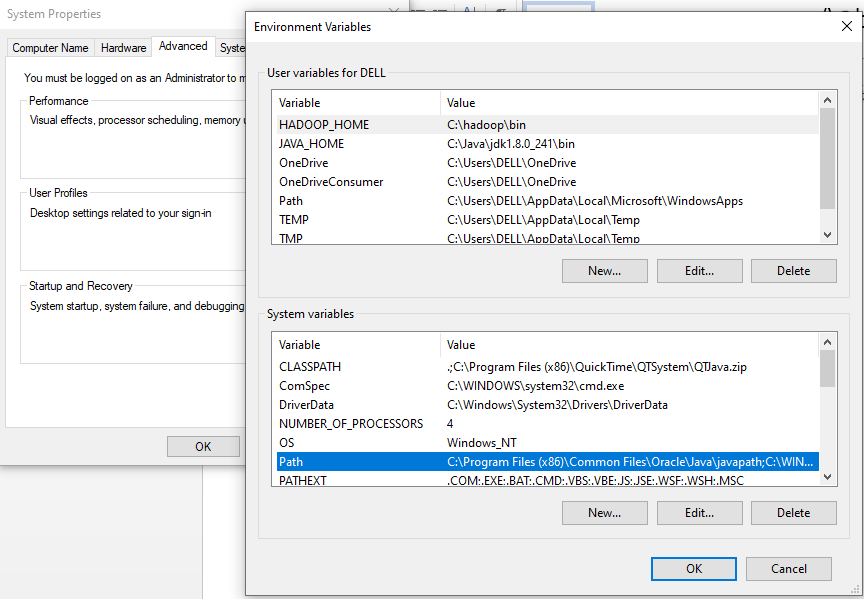 System Properties
Computer Name Hardware Advanced Syste
You must be logged on as an Administrator to m
Performance
Visual effects, processor scheduling, memory u
User Profiles
Desktop settings related to your sign-in
Startup and Recovery
System startup, system failure, and debugging
OK
Environment Variables
User variables for DELL
Variable Value
HADOOP_HOME C:\hadoop\bin
JAVA_HOME C:\Java\jdk1.8.0_241\bin
OneDrive C:\Users\DELL\OneDrive
OneDriveConsumer C:\Users\DELL\OneDrive
Path C:\Users\DELL\AppData\Local\Microsoft\WindowsApps
TEMP C:\Users\DELL\AppData\Local\Temp
TMP C:\Users\DELL\AppData\Local\Temp
New... Edit... Delete
System variables
Variable Value
CLASSPATH .;C:\Program Files (x86)\QuickTime\QTSystem\QTJava.zip
ComSpec C:\WINDOWS\system32\cmd.exe
DriverData C:\Windows\System32\Drivers\DriverData
NUMBER_OF_PROCESSORS 4
OS Windows_NT
Path C:\Program Files (x86)\Common Files\Oracle\Java\javapath;C:\WIN...
PATHEXT .COM;.EXE;.BAT;.CMD;.VBS;.VBE;.JS;.JSE;.WSF;.WSH;.MSC
New... Edit... Delete
OK Cancel